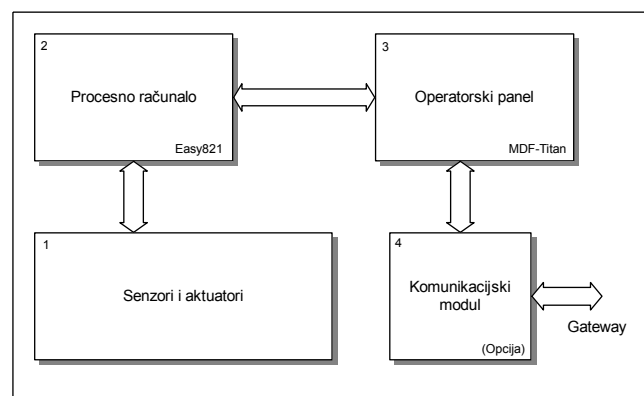 2
Procesno računalo
Easy821
3
Operatorski panel
MDF-Titan
1
Senzori i aktuatori
4
Komunikacijski
modul
(Opcija)
Gateway